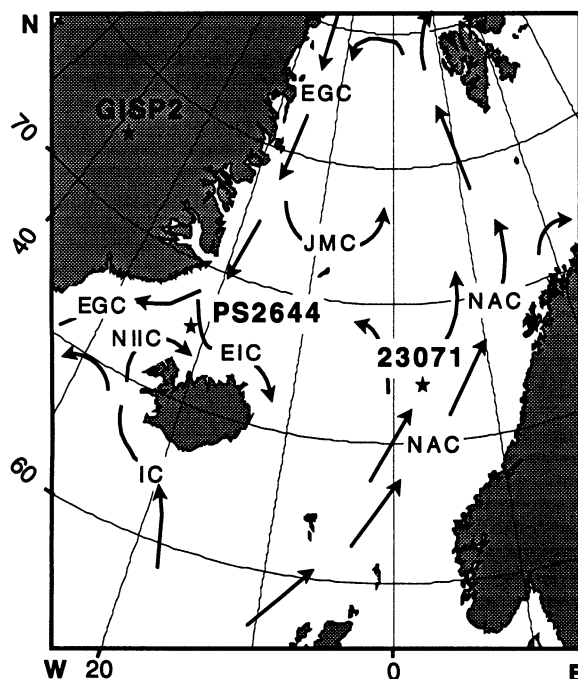 N
EGC
GISP2
70
40
JMC
EGC
PS2644
NAC
NIIC
EIC
23071
NAC
60
IC
W 20 0 E